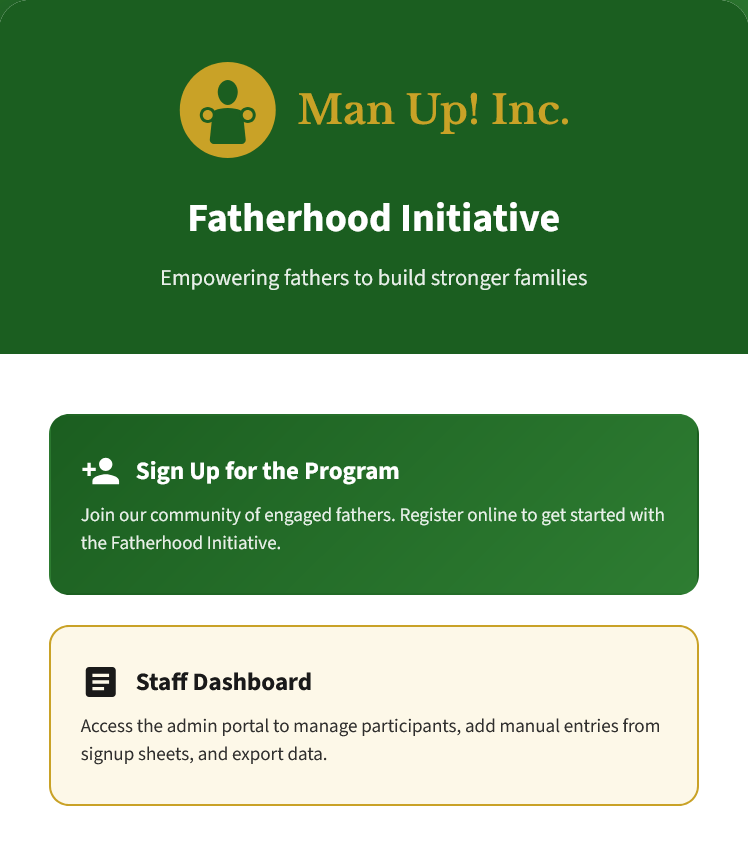 Man Up! Inc.
Fatherhood Initiative
Empowering fathers to build stronger families
Sign Up for the Program
Join our community of engaged fathers. Register online to get started with
the Fatherhood Initiative.
Staff Dashboard
Access the admin portal to manage participants, add manual entries from
signup sheets, and export data.